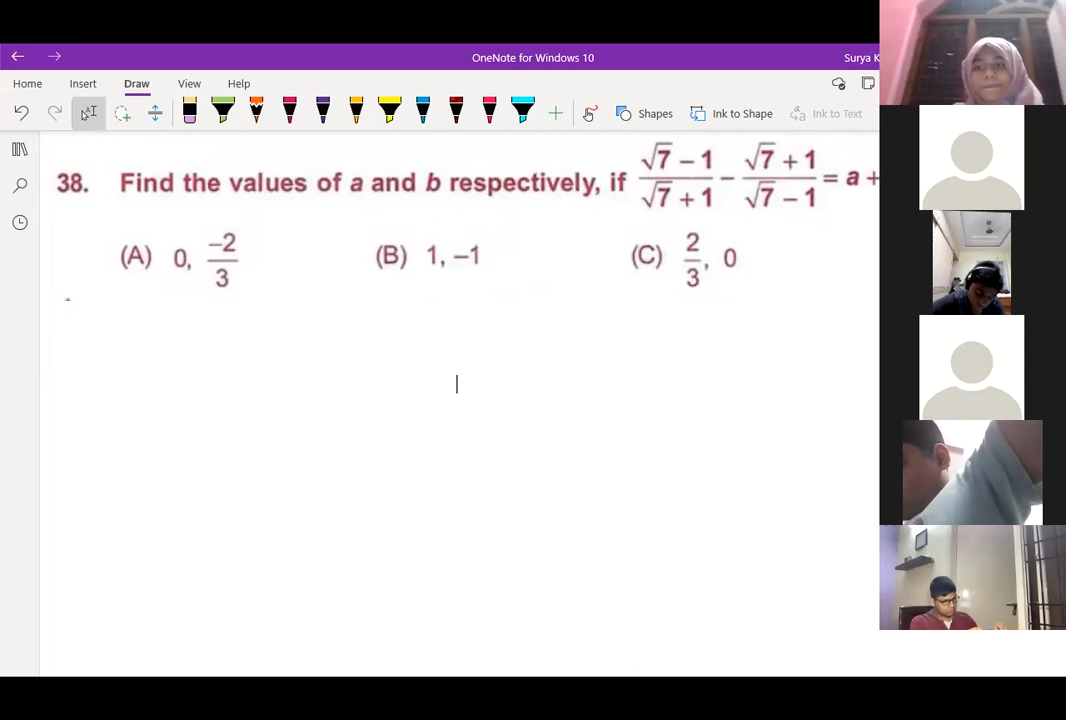 OneNote for Windows 10
Surya K
Home Insert Draw View Help
Shapes Ink to Shape Ink to Text
38. Find the values of a and b respectively, if (√7 – 1)/(√7 + 1) – (√7 + 1)/(√7 – 1) = a +
(A) 0, –2/3 (B) 1, –1 (C) 2/3, 0